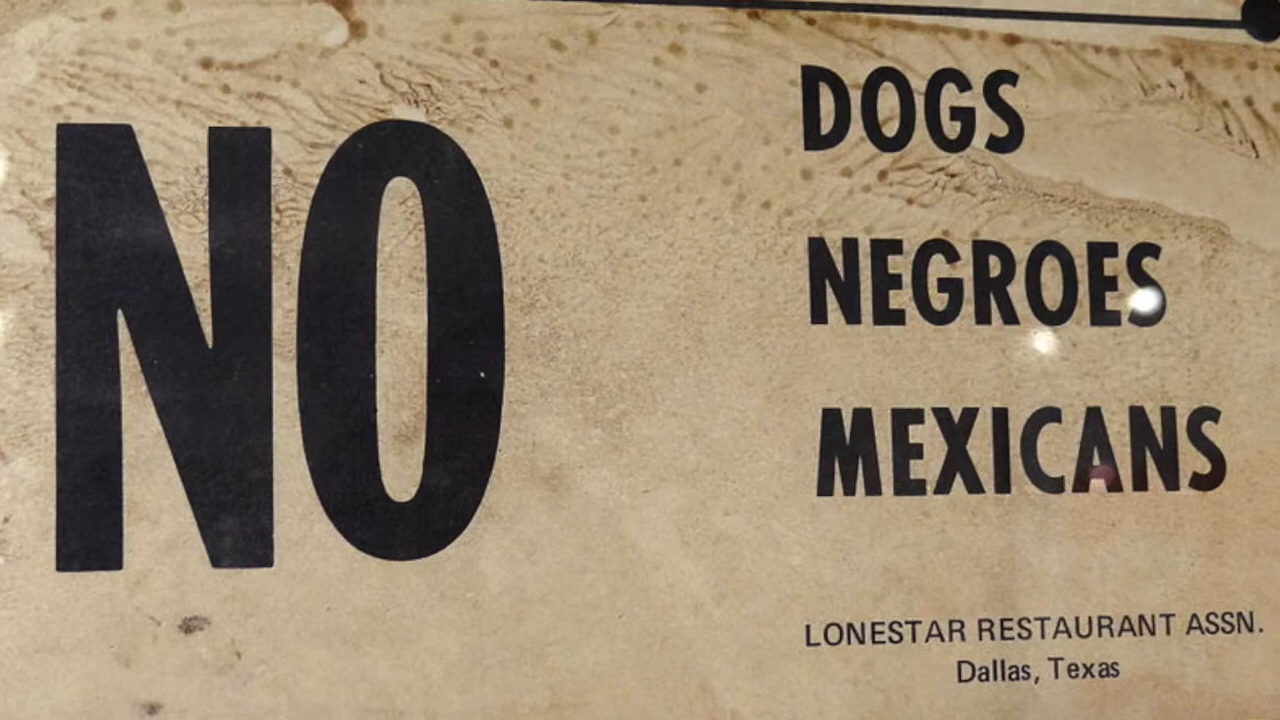 NO
DOGS
NEGROES
MEXICANS
LONESTAR RESTAURANT ASSN.
Dallas, Texas